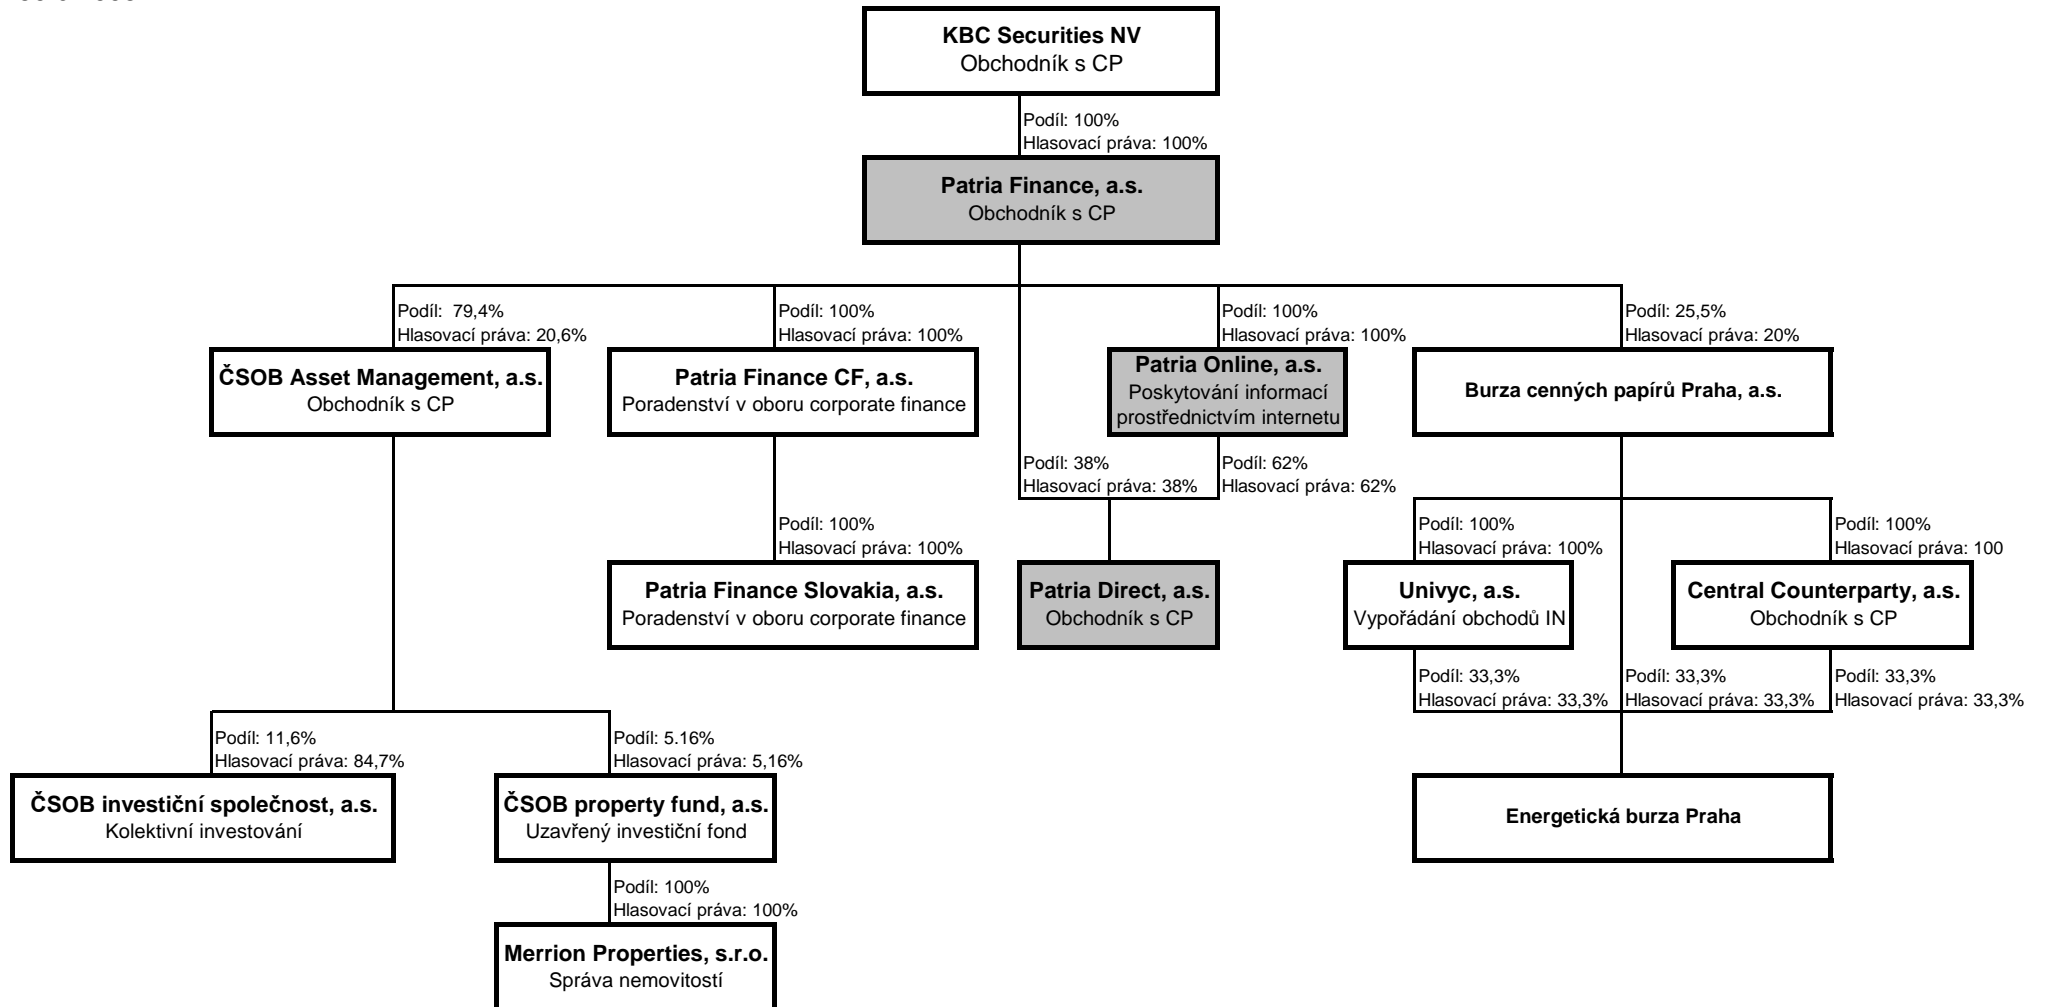 KBC Securities NV
Obchodník s CP
Podíl: 100%
Hlasovací práva: 100%
Patria Finance, a.s.
Obchodník s CP
Podíl:  79,4%
Hlasovací práva: 20,6%
Podíl: 100%
Hlasovací práva: 100%
Podíl: 100%
Hlasovací práva: 100%
Podíl: 25,5%
Hlasovací práva: 20%
ČSOB Asset Management, a.s.
Obchodník s CP
Patria Finance CF, a.s.
Poradenství v oboru corporate finance
Patria Online, a.s.
Poskytování informací
prostřednictvím internetu
Burza cenných papírů Praha, a.s.
Podíl: 38%
Hlasovací práva: 38%
Podíl: 62%
Hlasovací práva: 62%
Podíl: 100%
Hlasovací práva: 100%
Podíl: 100%
Hlasovací práva: 100%
Podíl: 100%
Hlasovací práva: 100
Patria Finance Slovakia, a.s.
Poradenství v oboru corporate finance
Patria Direct, a.s.
Obchodník s CP
Univyc, a.s.
Vypořádání obchodů IN
Central Counterparty, a.s.
Obchodník s CP
Podíl: 33,3%
Hlasovací práva: 33,3%
Podíl: 33,3%
Hlasovací práva: 33,3%
Podíl: 33,3%
Hlasovací práva: 33,3%
Podíl: 11,6%
Hlasovací práva: 84,7%
Podíl: 5.16%
Hlasovací práva: 5,16%
ČSOB investiční společnost, a.s.
Kolektivní investování
ČSOB property fund, a.s.
Uzavřený investiční fond
Energetická burza Praha
Podíl: 100%
Hlasovací práva: 100%
Merrion Properties, s.r.o.
Správa nemovitostí